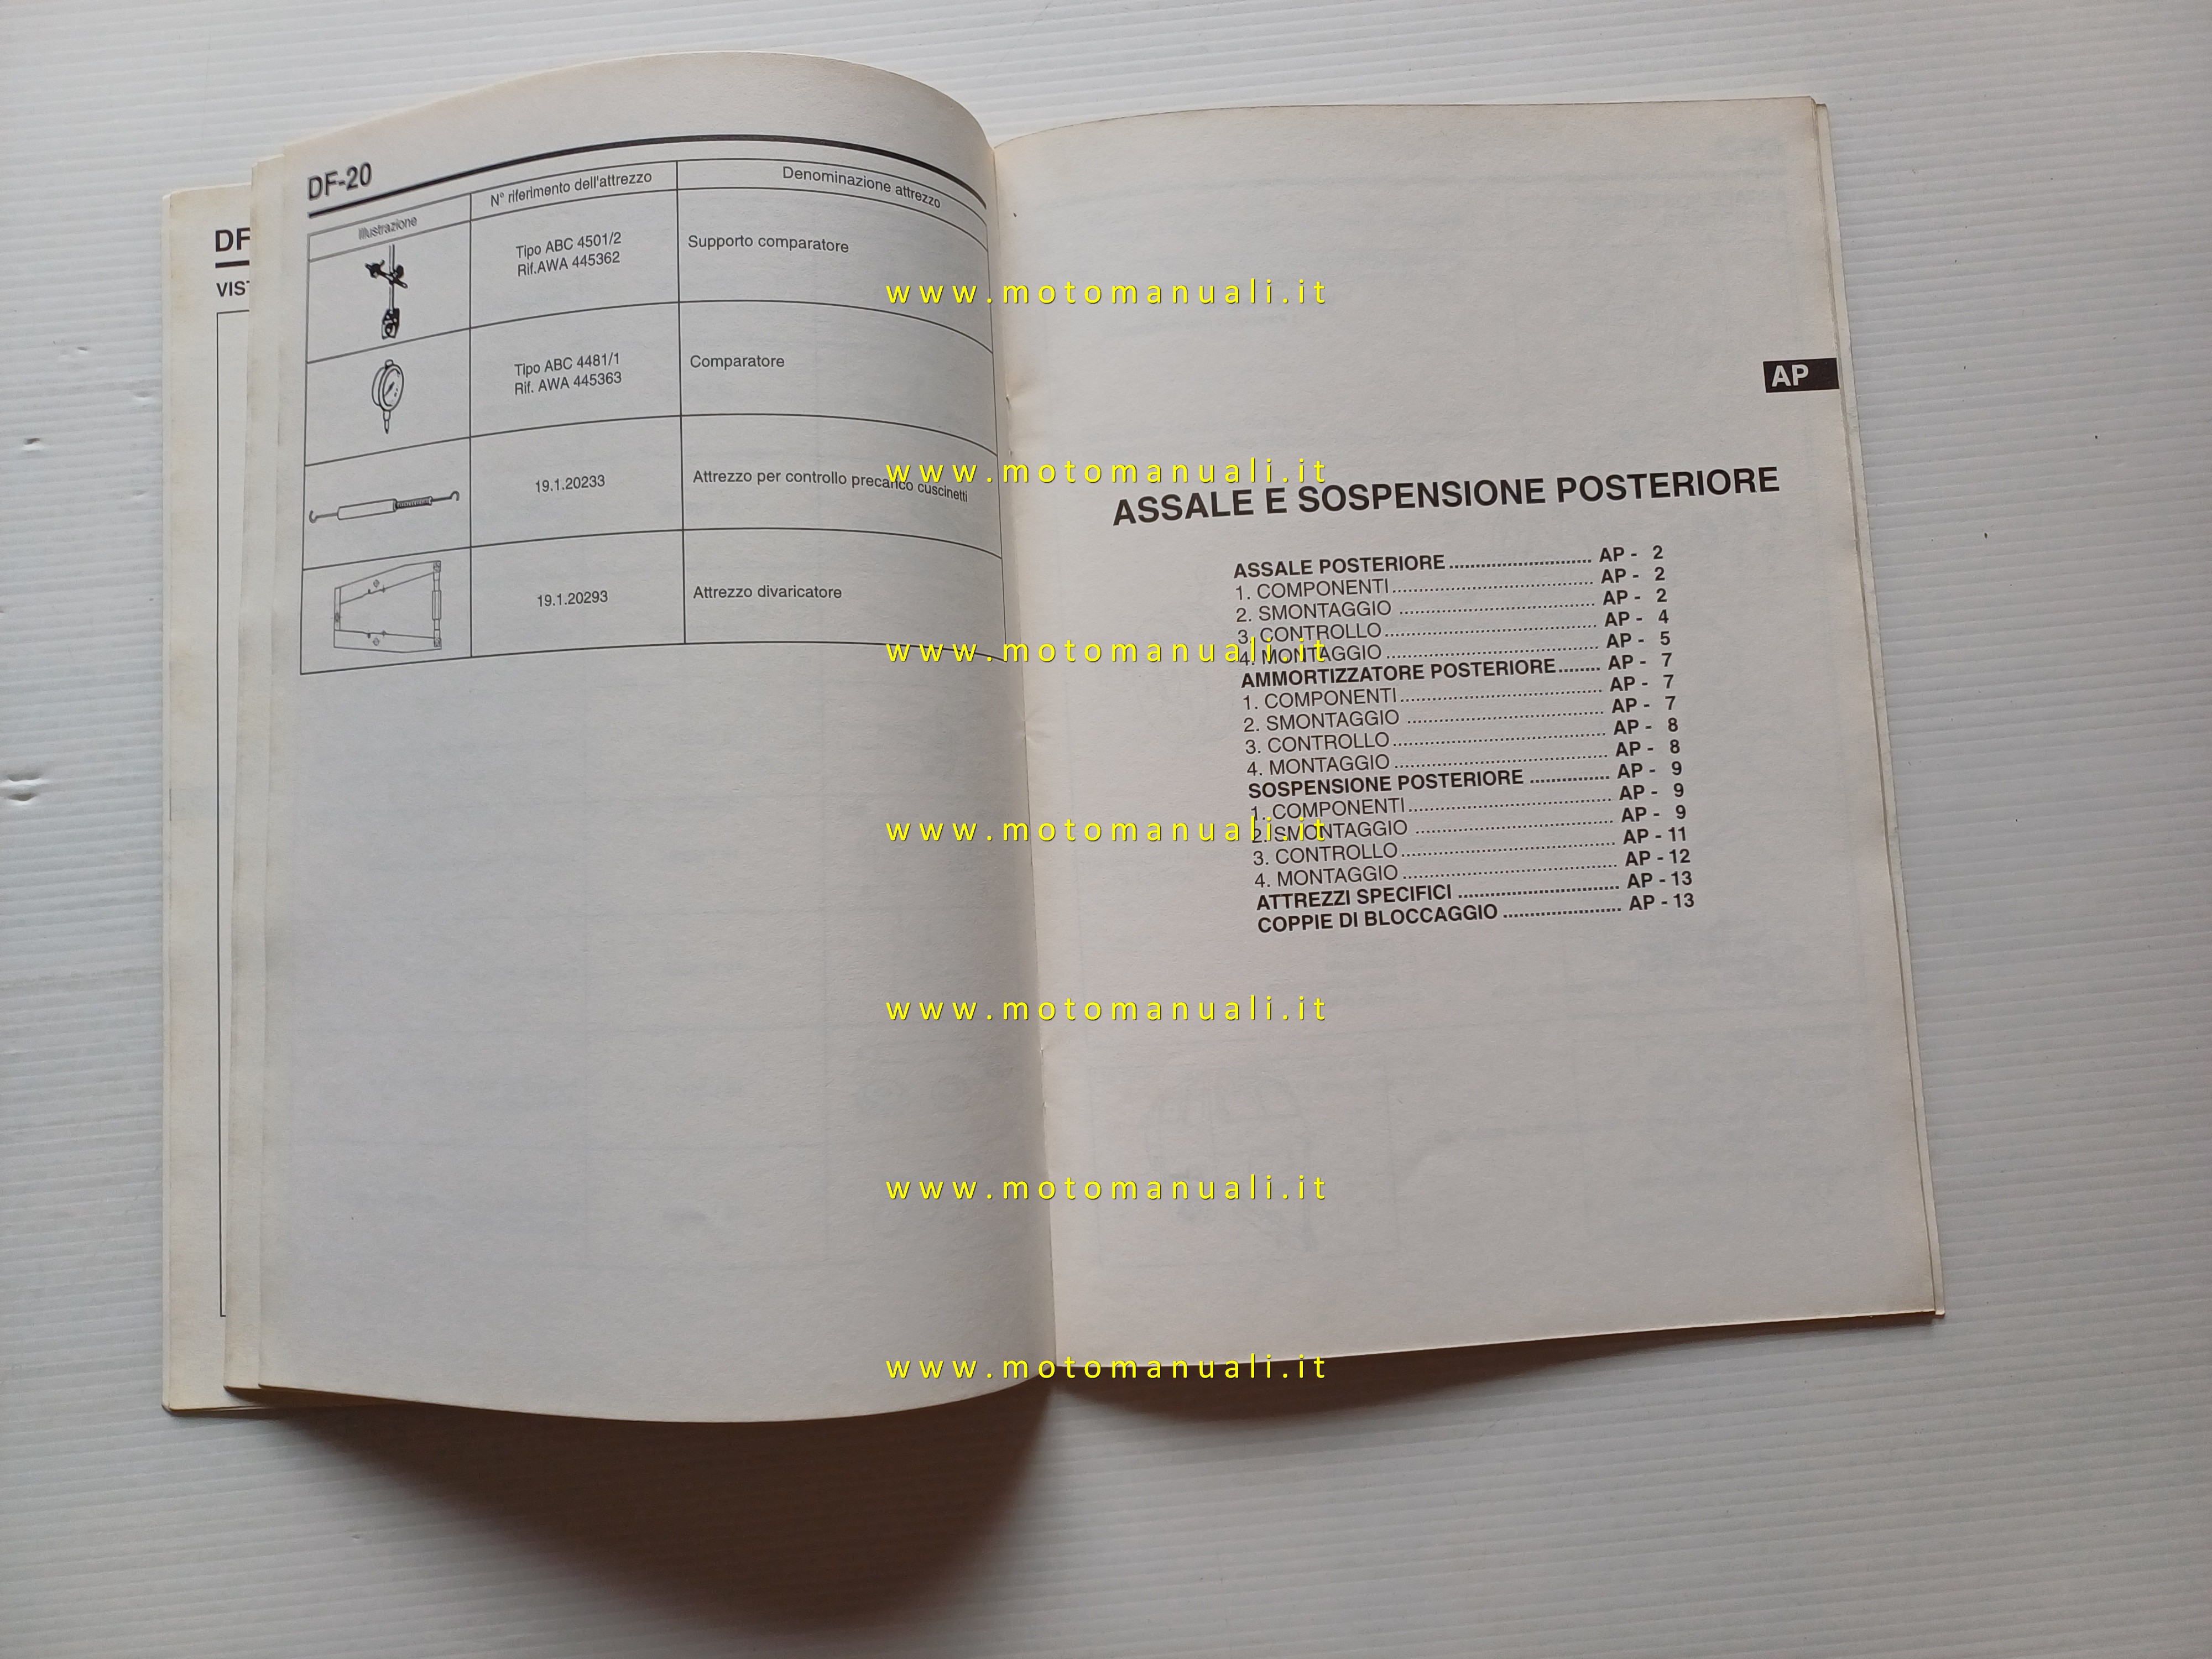 DF
VIST
DF-20
Illustrazione N° riferimento dell'attrezzo Denominazione attrezzo
Tipo ABC 4501/2 Supporto comparatore
Rif.AWA 445362
Tipo ABC 4481/1 Comparatore
Rif. AWA 445363
19.1.20233 Attrezzo per controllo precarico cuscinetti
19.1.20293 Attrezzo divaricatore
AP
ASSALE E SOSPENSIONE POSTERIORE
ASSALE POSTERIORE ........................... AP - 2
1. COMPONENTI ...................................... AP - 2
2. SMONTAGGIO ..................................... AP - 2
3. CONTROLLO ........................................ AP - 4
4. MONTAGGIO ........................................ AP - 5
AMMORTIZZATORE POSTERIORE ........ AP - 7
1. COMPONENTI ...................................... AP - 7
2. SMONTAGGIO ..................................... AP - 7
3. CONTROLLO ........................................ AP - 8
4. MONTAGGIO ........................................ AP - 8
SOSPENSIONE POSTERIORE ............... AP - 9
1. COMPONENTI ...................................... AP - 9
2. SMONTAGGIO ..................................... AP - 9
3. CONTROLLO ........................................ AP - 11
4. MONTAGGIO ........................................ AP - 12
ATTREZZI SPECIFICI ............................... AP - 13
COPPIE DI BLOCCAGGIO ...................... AP - 13
www.motomanuali.it
www.motomanuali.it
www.motomanuali.it
www.motomanuali.it
www.motomanuali.it
www.motomanuali.it
www.motomanuali.it